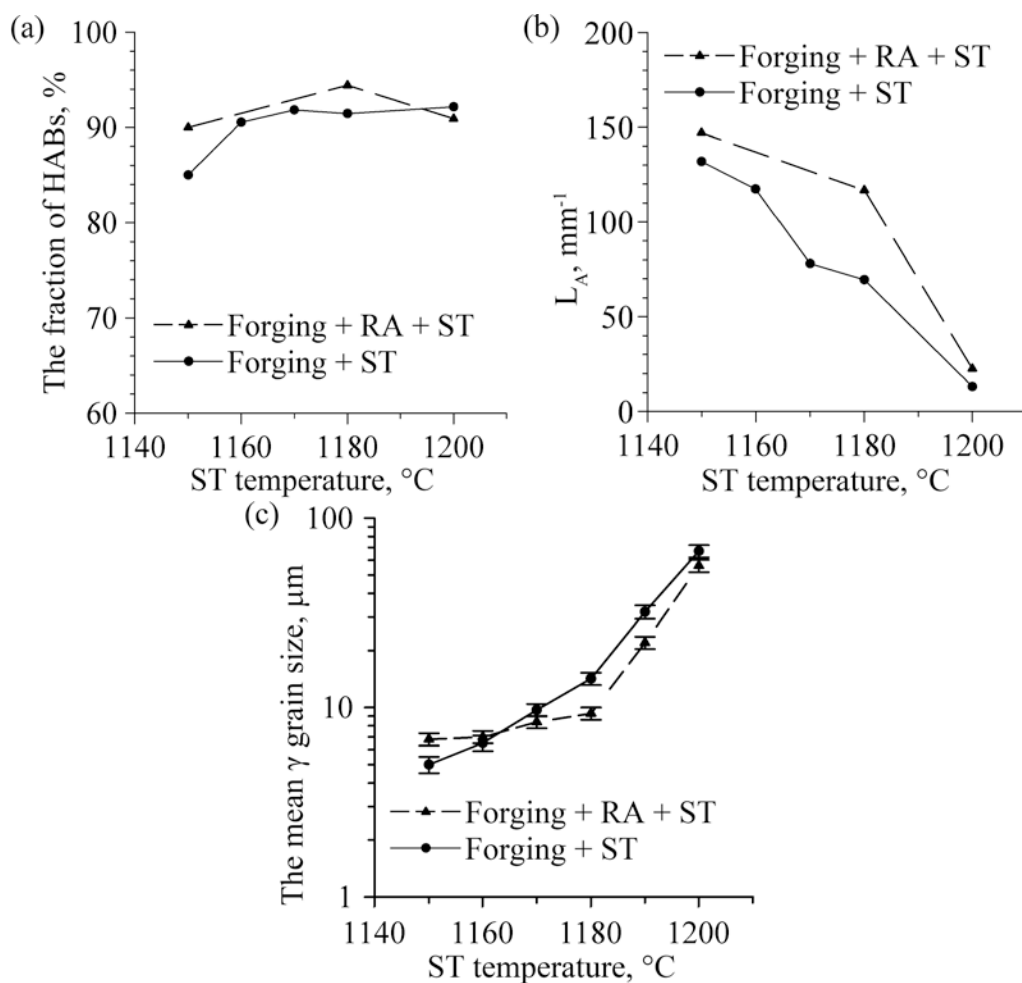 (a)
The fraction of HABs, %
100
90
80
70
60
Forging + RA + ST
Forging + ST
1140 1160 1180 1200
ST temperature, °C
(b)
L_A, mm⁻¹
200
150
100
50
0
Forging + RA + ST
Forging + ST
1140 1160 1180 1200
ST temperature, °C
(c)
The mean γ grain size, μm
100
10
1
Forging + RA + ST
Forging + ST
1140 1160 1180 1200
ST temperature, °C